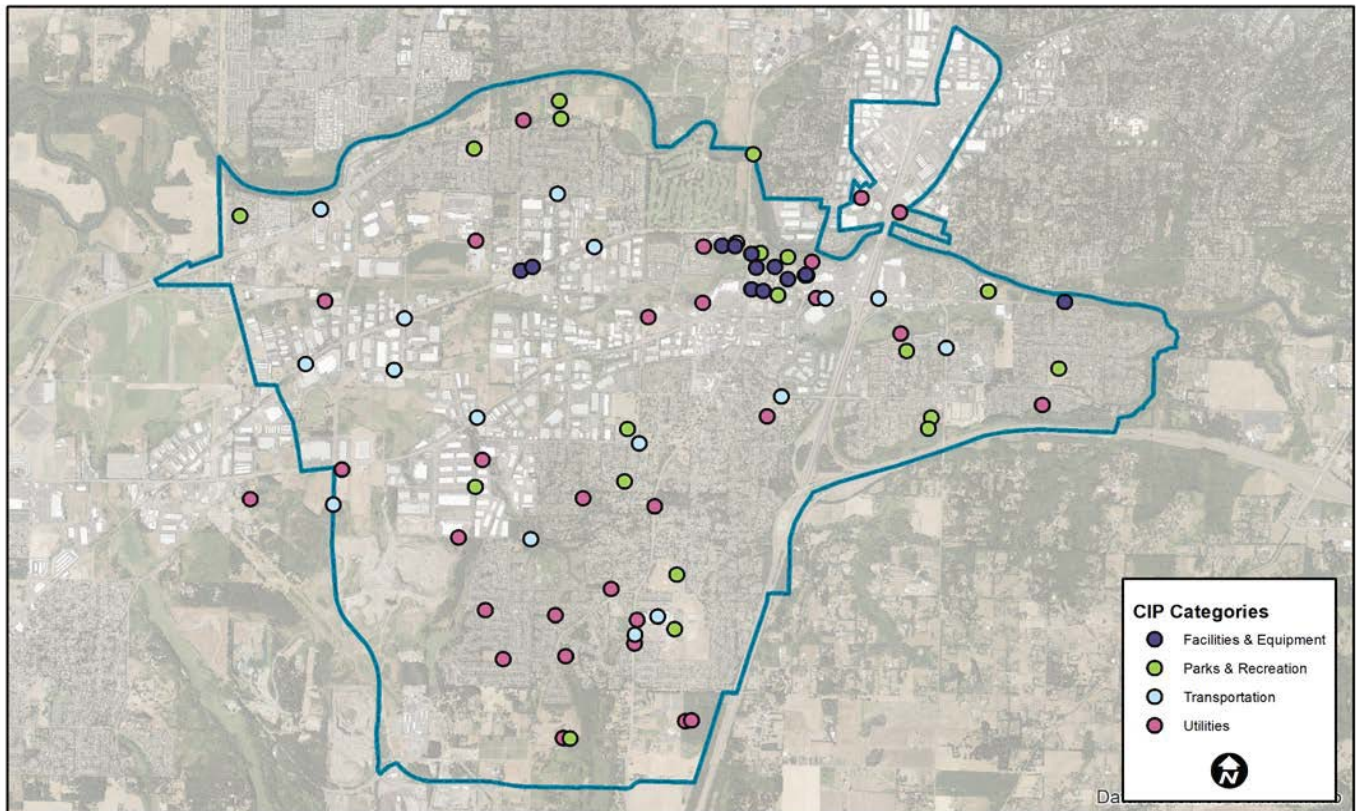 CIP Categories
Facilities & Equipment
Parks & Recreation
Transportation
Utilities
N